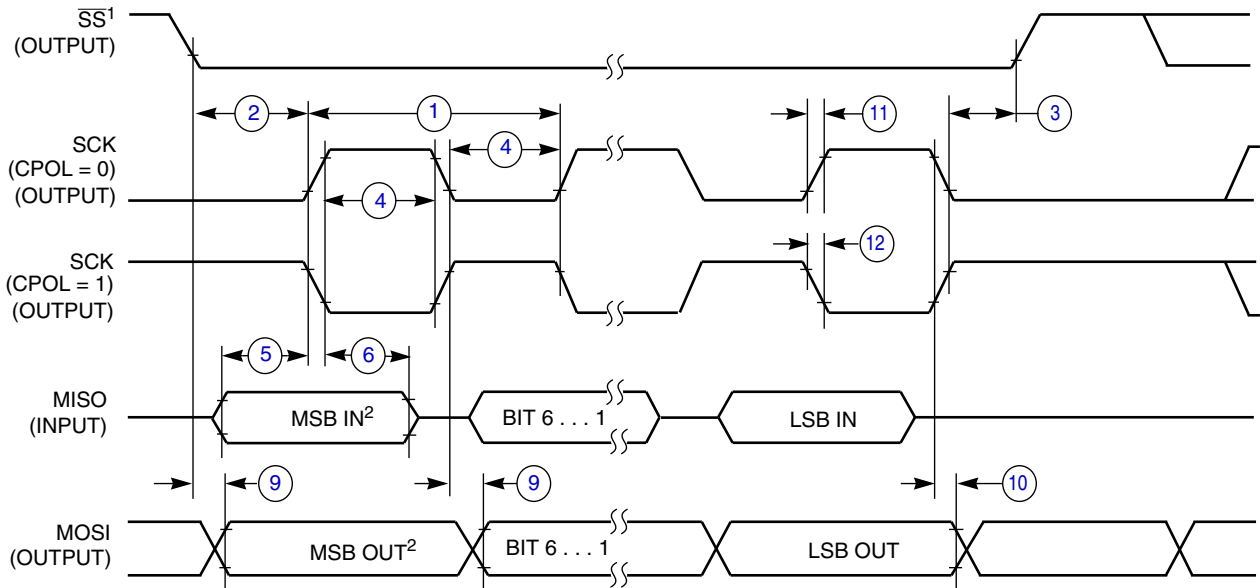 SS¹
(OUTPUT)
2
1
11
3
SCK
(CPOL = 0)
(OUTPUT)
4
4
12
SCK
(CPOL = 1)
(OUTPUT)
5
6
MISO
(INPUT)
MSB IN²
BIT 6 . . . 1
LSB IN
9
9
10
MOSI
(OUTPUT)
MSB OUT²
BIT 6 . . . 1
LSB OUT